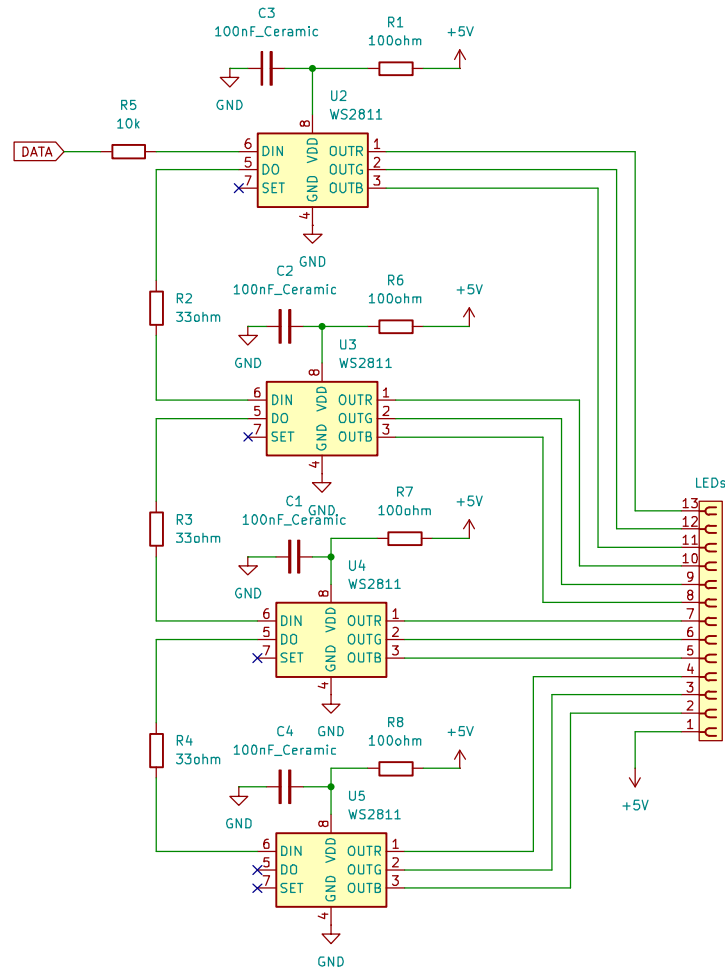 C3
100nF_Ceramic
R1
100ohm
+5V
GND
U2
WS2811
R5
10k
DATA
8
6 DIN VDD OUTR 1
5 DO OUTG 2
7 SET GND OUTB 3
4
GND
C2
100nF_Ceramic
R6
100ohm
+5V
R2
33ohm
GND
U3
WS2811
8
6 DIN VDD OUTR 1
5 DO OUTG 2
7 SET GND OUTB 3
4
GND
LEDs
C1
100nF_Ceramic
R7
100ohm
+5V
R3
33ohm
GND
U4
WS2811
8
6 DIN VDD OUTR 1
5 DO OUTG 2
7 SET GND OUTB 3
4
GND
13
12
11
10
9
8
7
6
5
4
3
2
1
+5V
C4
100nF_Ceramic
R8
100ohm
+5V
R4
33ohm
GND
U5
WS2811
8
6 DIN VDD OUTR 1
5 DO OUTG 2
7 SET GND OUTB 3
4
GND